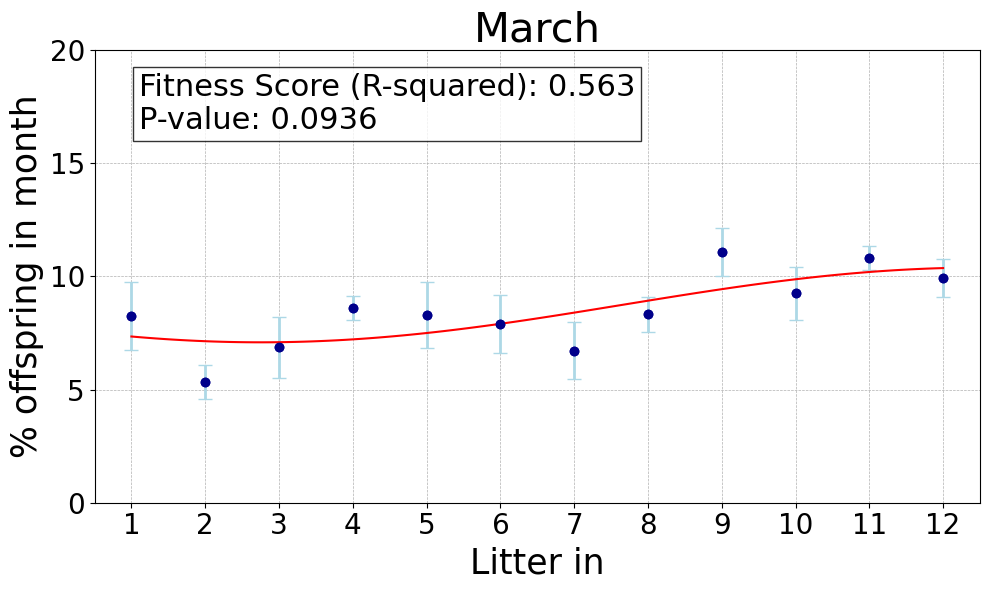 March
Fitness Score (R-squared): 0.563
P-value: 0.0936
% offspring in month
20
15
10
5
0
1 2 3 4 5 6 7 8 9 10 11 12
Litter in